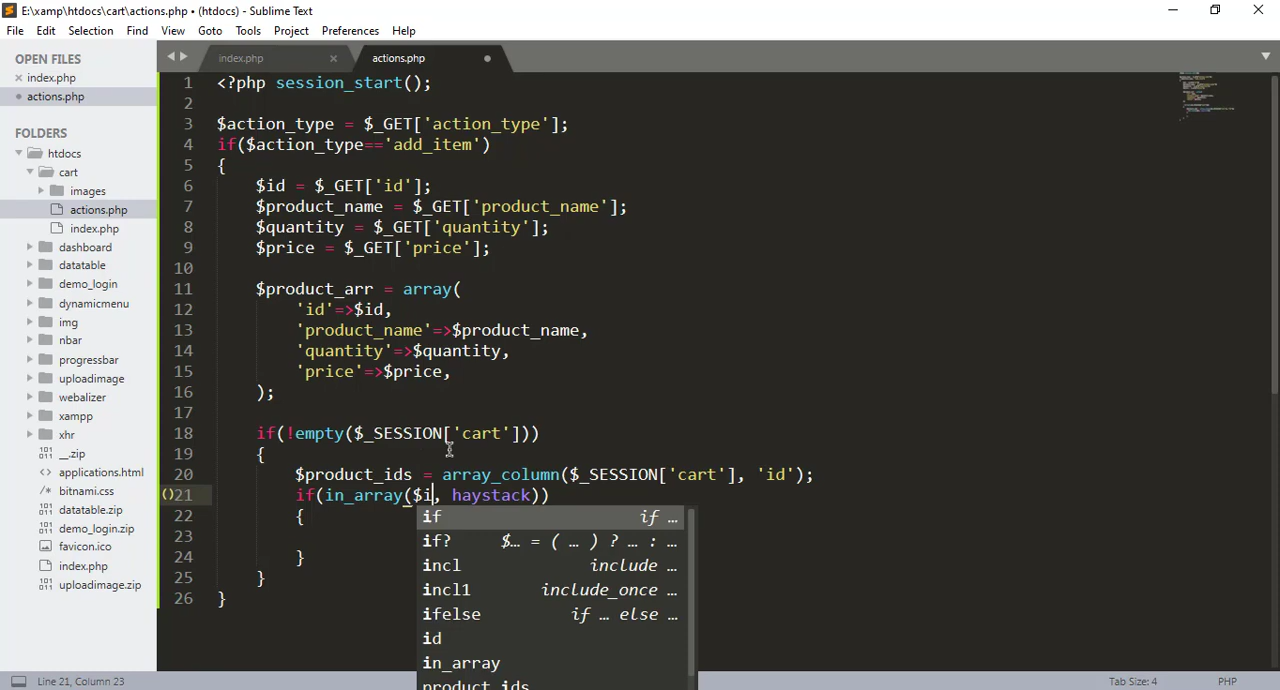 E:\xamp\htdocs\cart\actions.php • (htdocs) - Sublime Text
File Edit Selection Find View Goto Tools Project Preferences Help
OPEN FILES
index.php
actions.php
FOLDERS
htdocs
cart
images
actions.php
index.php
dashboard
datatable
demo_login
dynamicmenu
img
nbar
progressbar
uploadimage
webalizer
xampp
xhr
__.zip
applications.html
bitnami.css
datatable.zip
demo_login.zip
favicon.ico
index.php
uploadimage.zip
index.php actions.php
1 <?php session_start();
2
3 $action_type = $_GET['action_type'];
4 if($action_type=='add_item')
5 {
6 $id = $_GET['id'];
7 $product_name = $_GET['product_name'];
8 $quantity = $_GET['quantity'];
9 $price = $_GET['price'];
10
11 $product_arr = array(
12 'id'=>$id,
13 'product_name'=>$product_name,
14 'quantity'=>$quantity,
15 'price'=>$price,
16 );
17
18 if(!empty($_SESSION['cart']))
19 {
20 $product_ids = array_column($_SESSION['cart'], 'id');
21 if(in_array($i, haystack))
22 {
23
24 }
25 }
26 }
if if …
if? $… = ( … ) ? … : …
incl include …
incl1 include_once …
ifelse if … else …
id
in_array
product_ids
Line 21, Column 23 Tab Size: 4 PHP